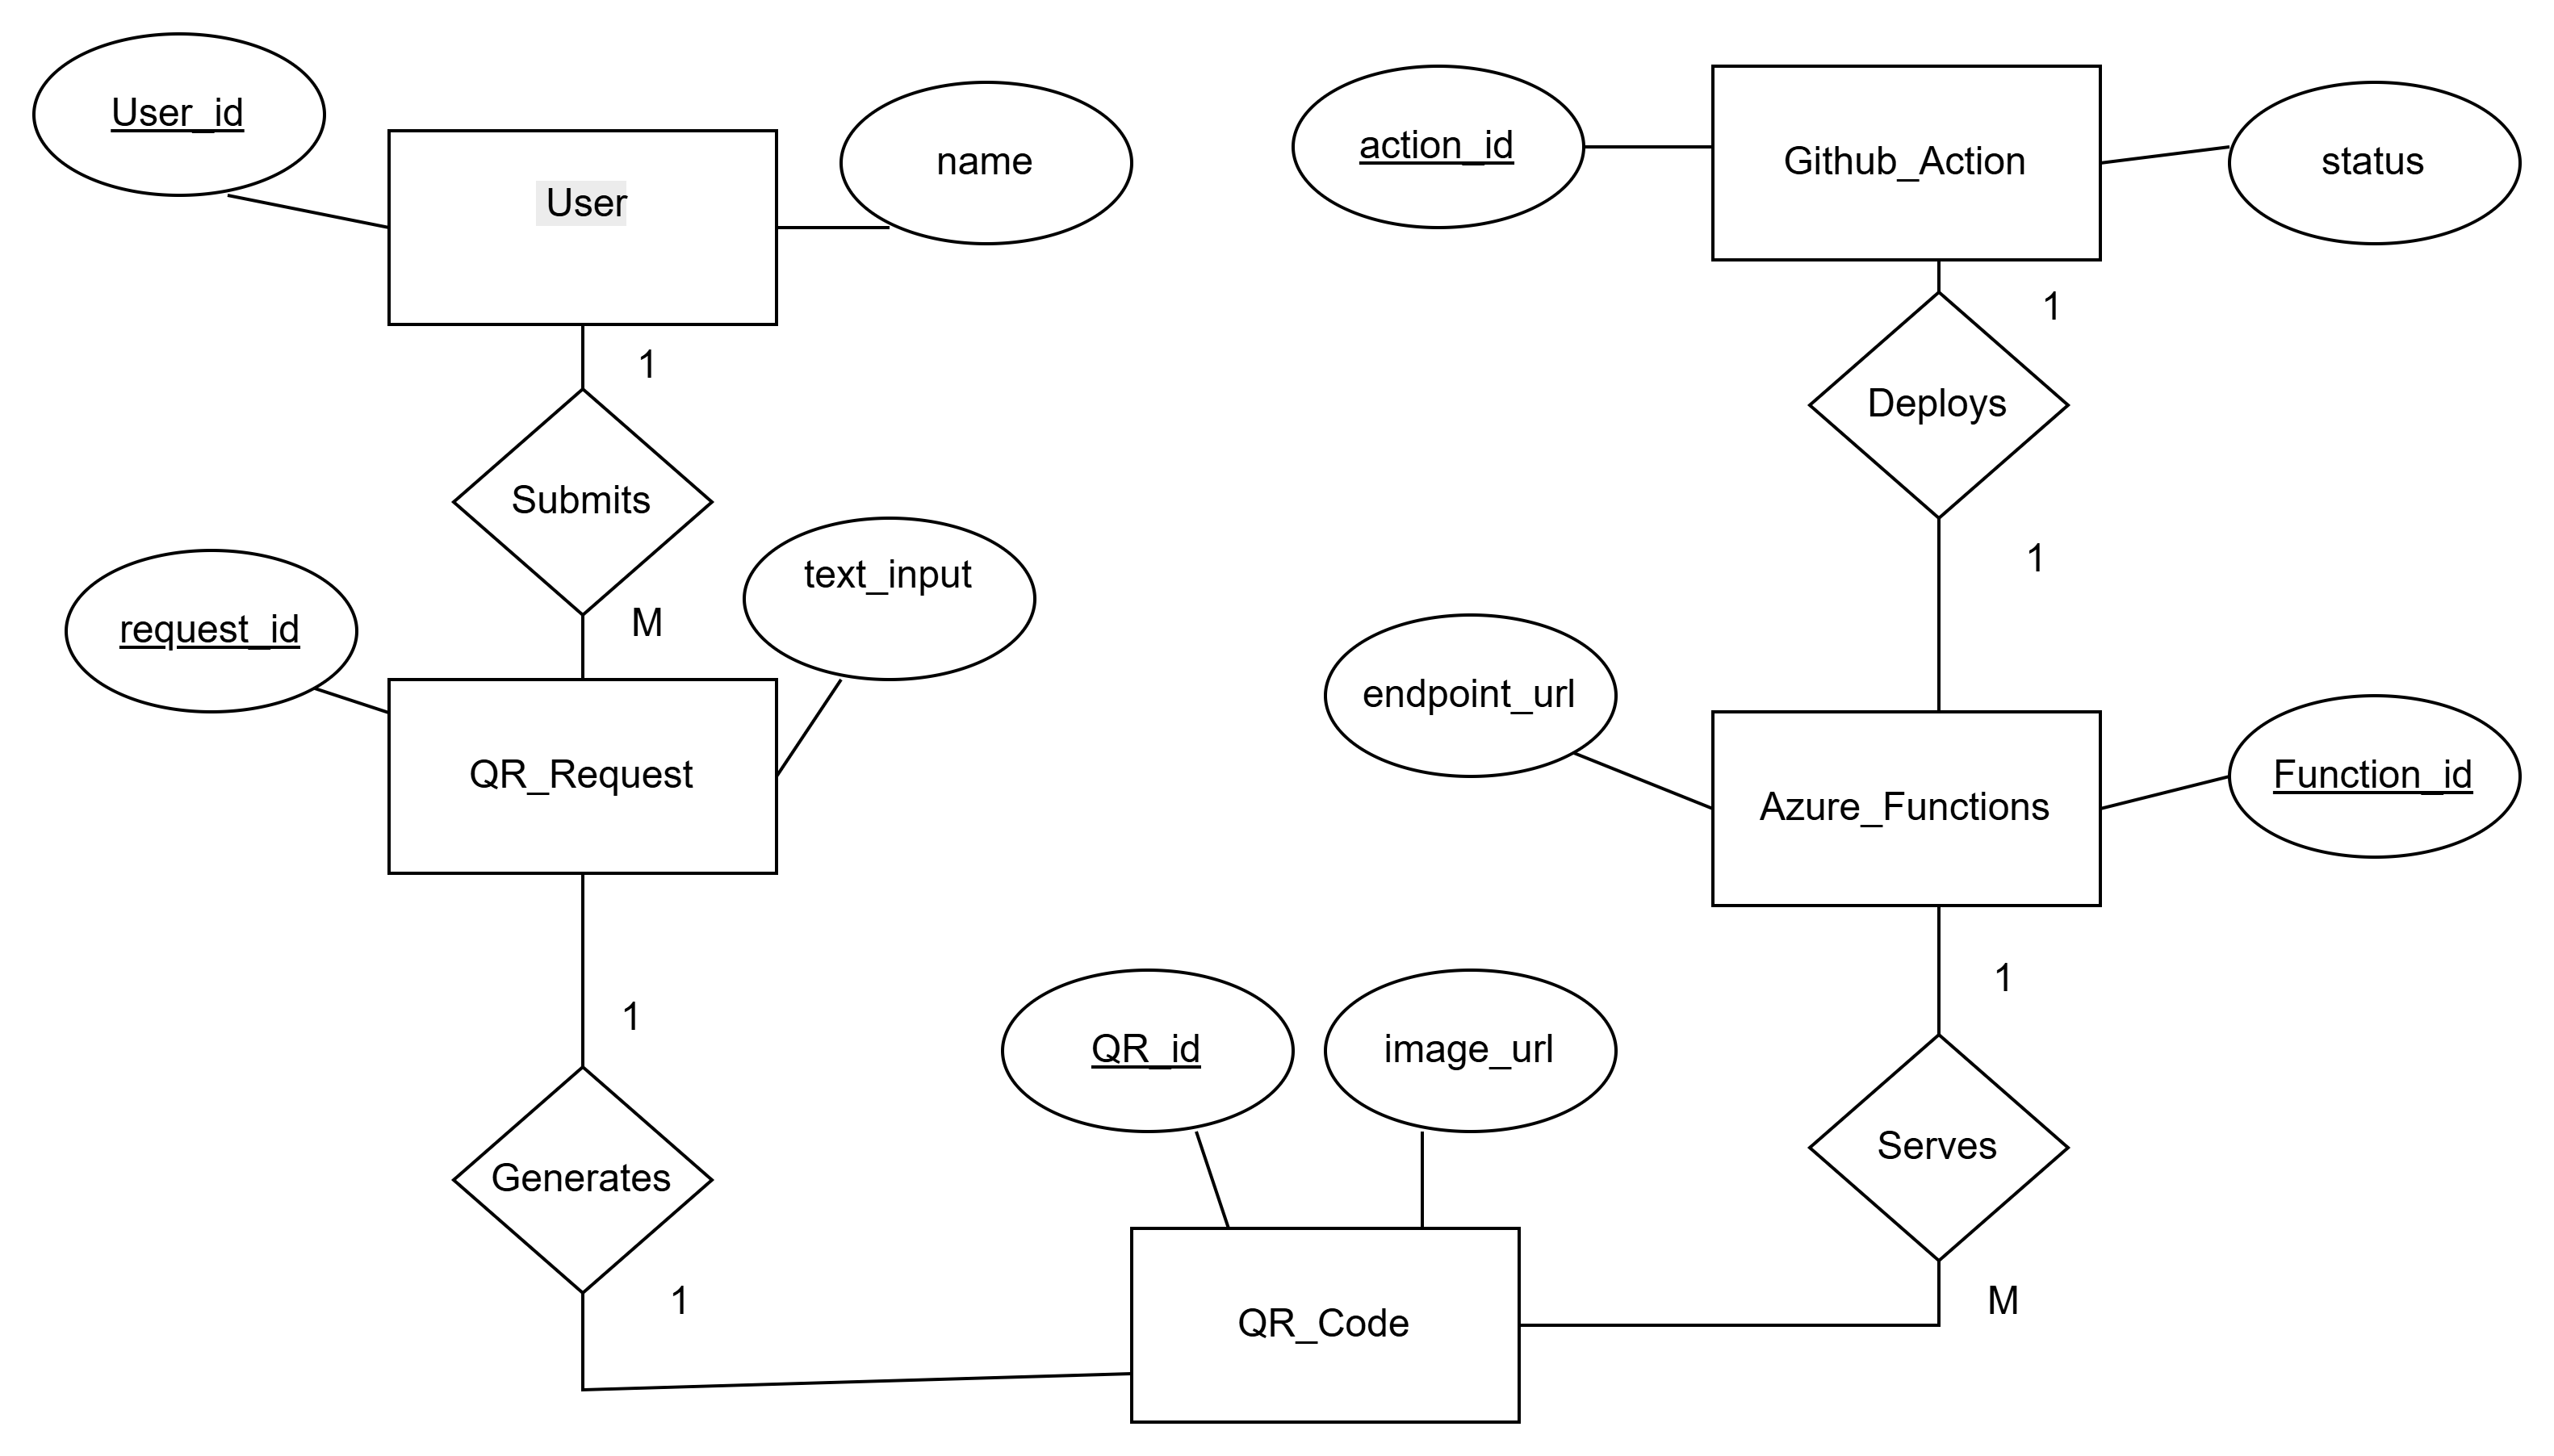 User_id
User
name
action_id
Github_Action
status
1
1
Submits
Deploys
M
1
request_id
text_input
QR_Request
endpoint_url
Azure_Functions
Function_id
1
1
Generates
QR_id
image_url
Serves
1
QR_Code
M